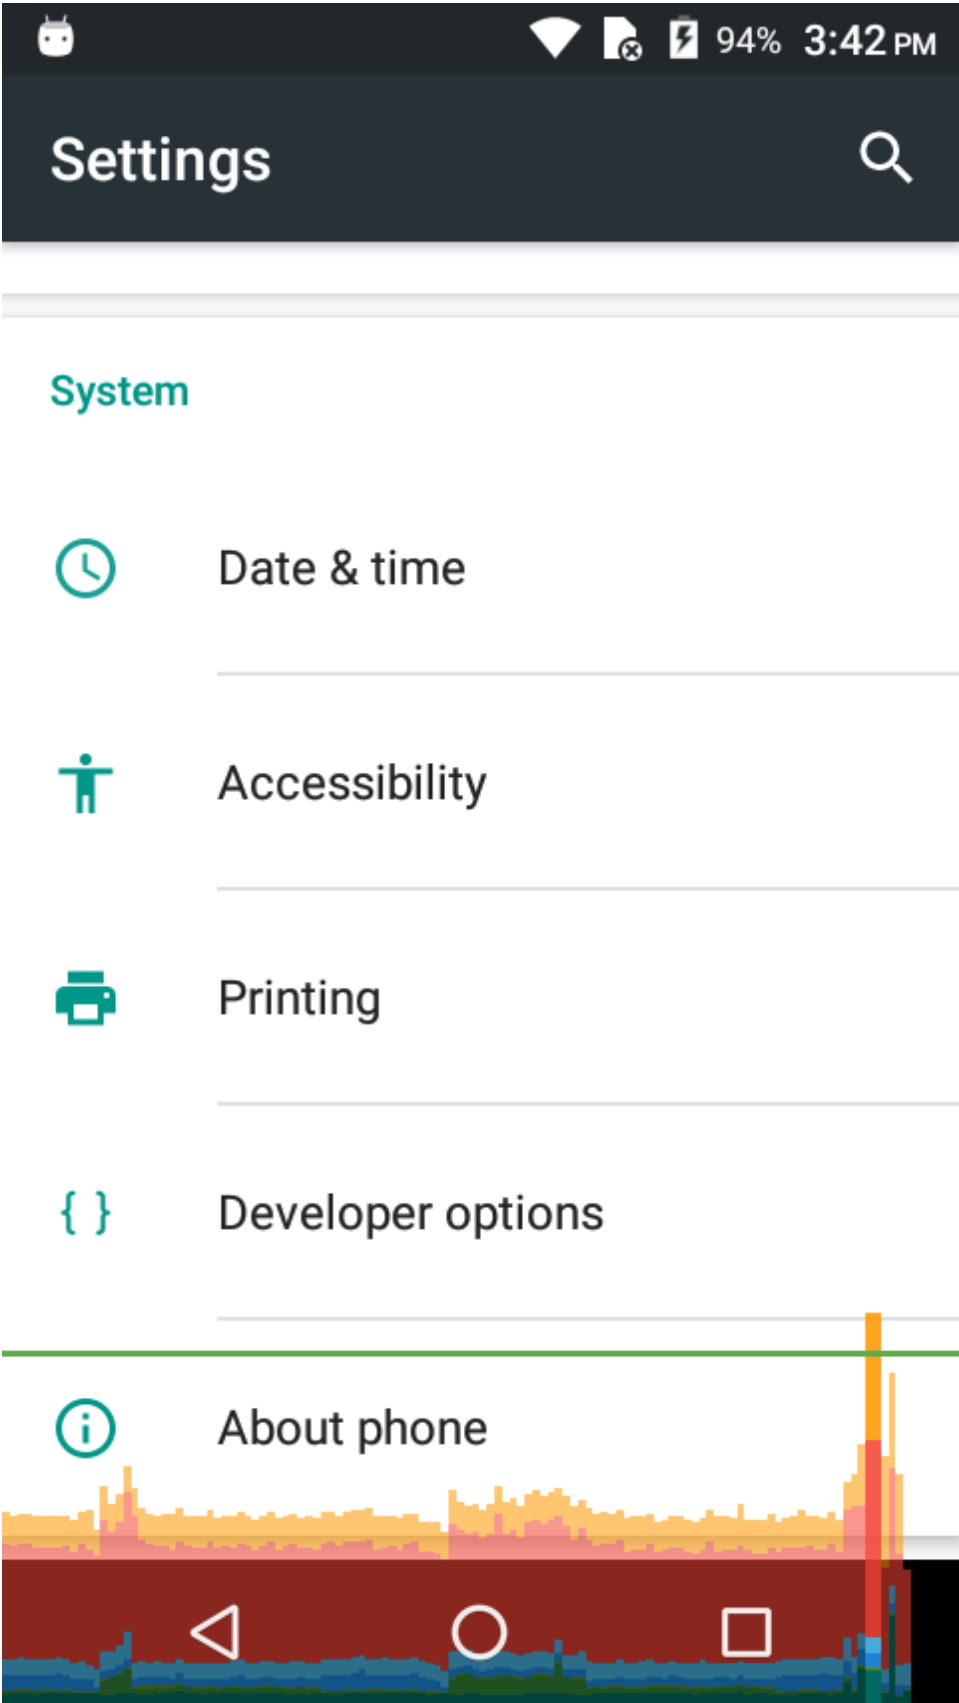 94% 3:42 PM
Settings
System
Date & time
Accessibility
Printing
{ } Developer options
About phone